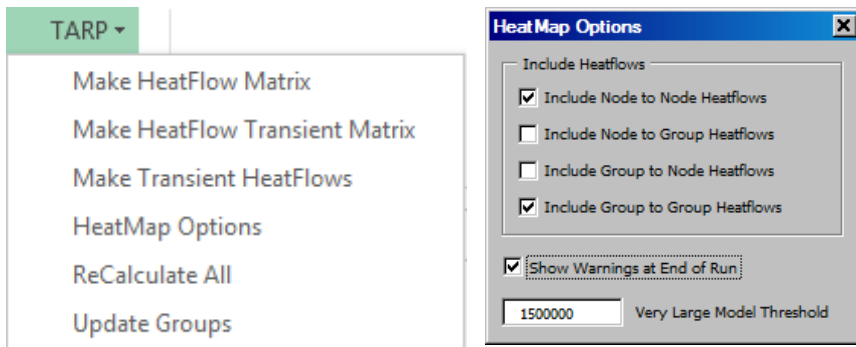 TARP
Make HeatFlow Matrix
Make HeatFlow Transient Matrix
Make Transient HeatFlows
HeatMap Options
ReCalculate All
Update Groups
HeatMap Options
Include Heatflows
Include Node to Node Heatflows
Include Node to Group Heatflows
Include Group to Node Heatflows
Include Group to Group Heatflows
Show Warnings at End of Run
1500000 Very Large Model Threshold